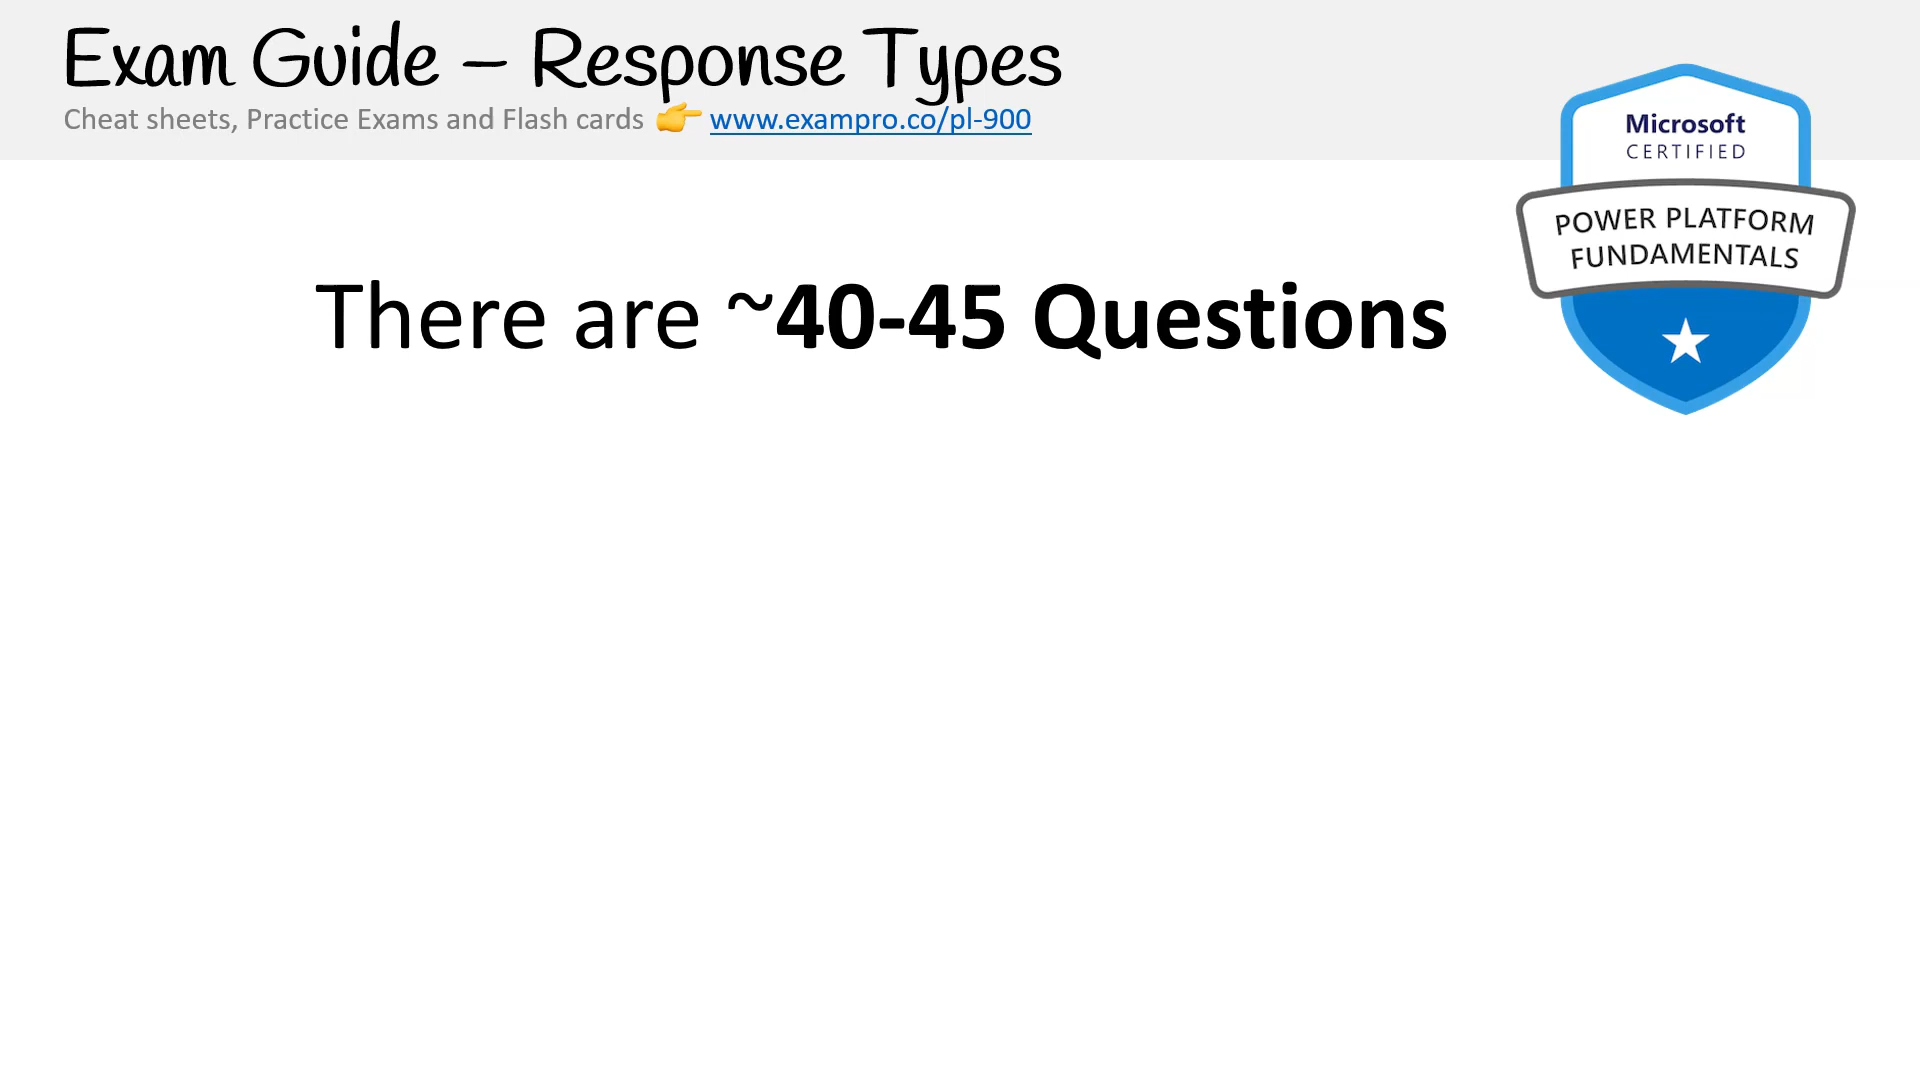 Exam Guide – Response Types
Cheat sheets, Practice Exams and Flash cards 👉 www.exampro.co/pl-900
Microsoft
CERTIFIED
POWER PLATFORM
FUNDAMENTALS
There are ~40-45 Questions